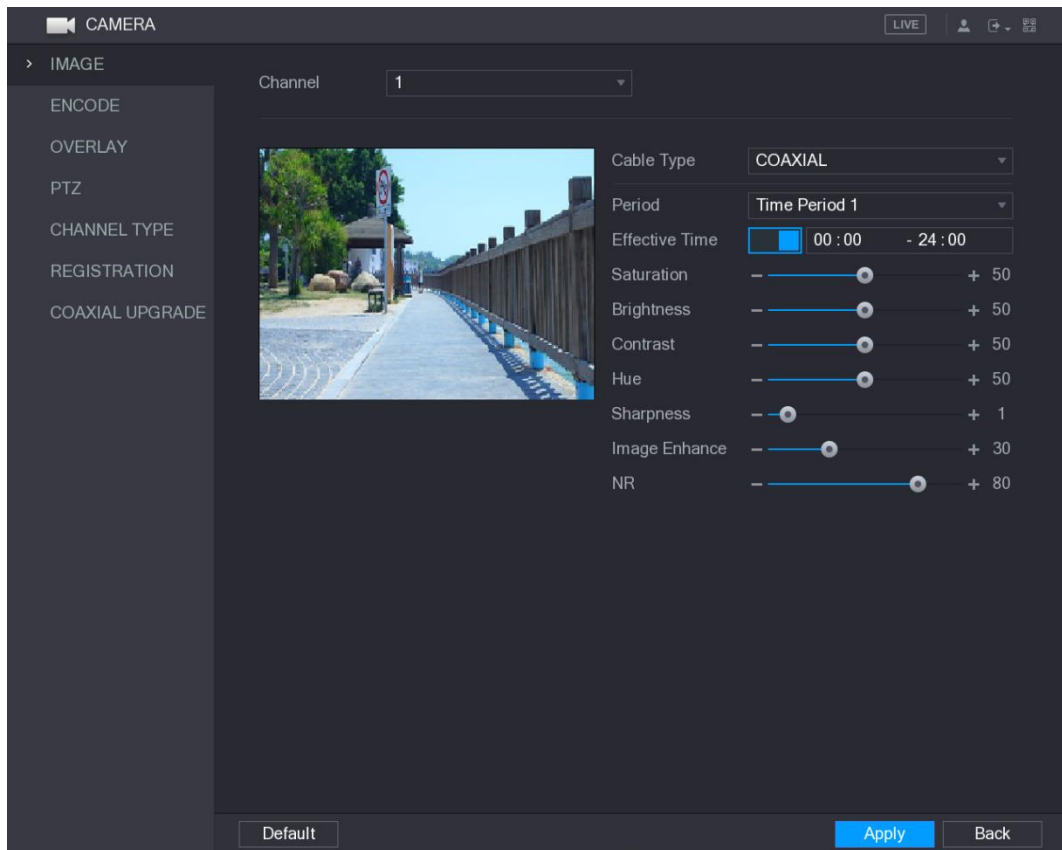 CAMERA
LIVE
IMAGE
ENCODE
OVERLAY
PTZ
CHANNEL TYPE
REGISTRATION
COAXIAL UPGRADE
Channel 1
Cable Type COAXIAL
Period Time Period 1
Effective Time 00 : 00 - 24 : 00
Saturation 50
Brightness 50
Contrast 50
Hue 50
Sharpness 1
Image Enhance 30
NR 80
Default Apply Back